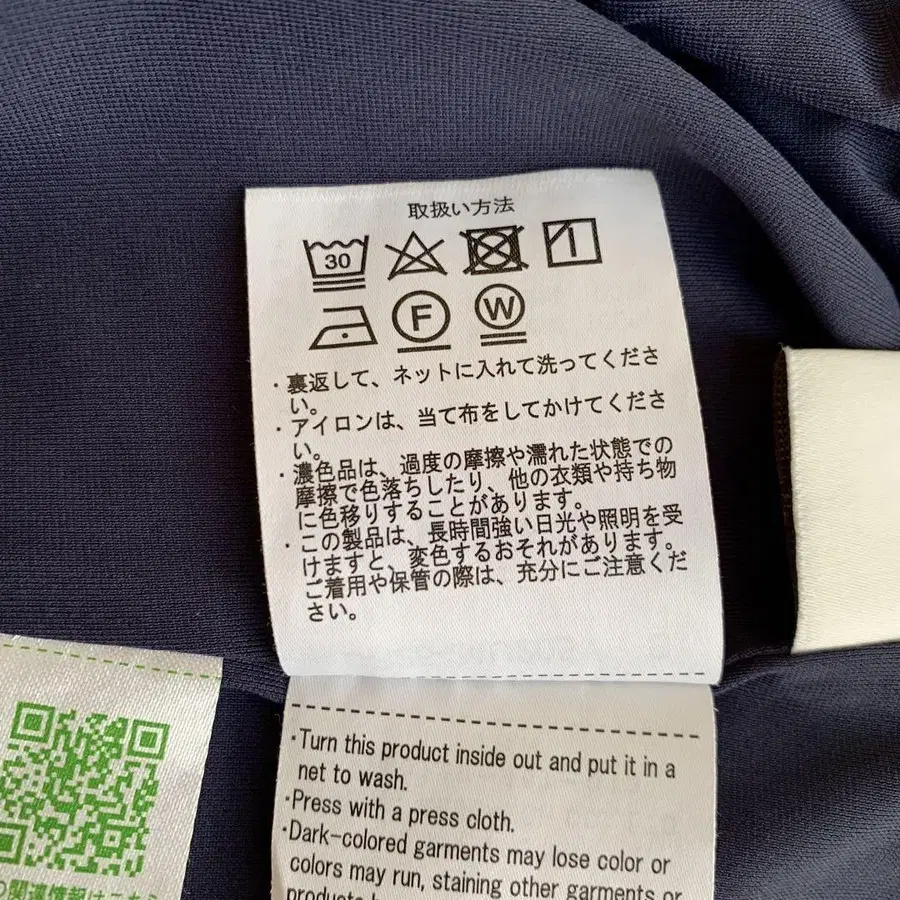 取扱い方法
30
F
W
・裏返して、ネットに入れて洗ってくださ
い。
・アイロンは、当て布をしてかけてくださ
い。
・濃色品は、過度の摩擦や濡れた状態での
摩擦で色落ちしたり、他の衣類や持ち物
に色移りすることがあります。
・この製品は、長時間強い日光や照明を受
けますと、変色するおそれがあります。
ご着用や保管の際は、充分にご注意くだ
さい。
・Turn this product inside out and put it in a
net to wash.
・Press with a press cloth.
・Dark-colored garments may lose color or
colors may run, staining other garments or
の関連情報はこちら